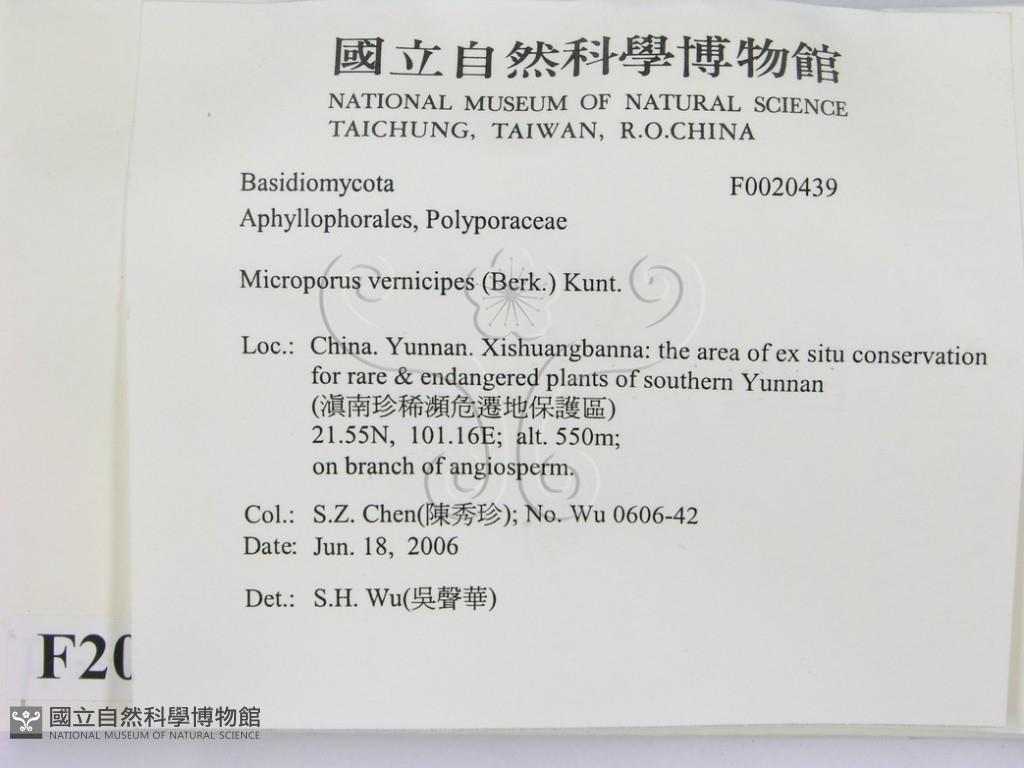 國立自然科學博物館
NATIONAL MUSEUM OF NATURAL SCIENCE
TAICHUNG, TAIWAN, R.O.CHINA
Basidiomycota F0020439
Aphyllophorales, Polyporaceae
Microporus vernicipes (Berk.) Kunt.
Loc.: China. Yunnan. Xishuangbanna: the area of ex situ conservation
for rare & endangered plants of southern Yunnan
(滇南珍稀瀕危遷地保護區)
21.55N, 101.16E; alt. 550m;
on branch of angiosperm.
Col.: S.Z. Chen(陳秀珍); No. Wu 0606-42
Date: Jun. 18, 2006
Det.: S.H. Wu(吳聲華)
F20
國立自然科學博物館
NATIONAL MUSEUM OF NATURAL SCIENCE